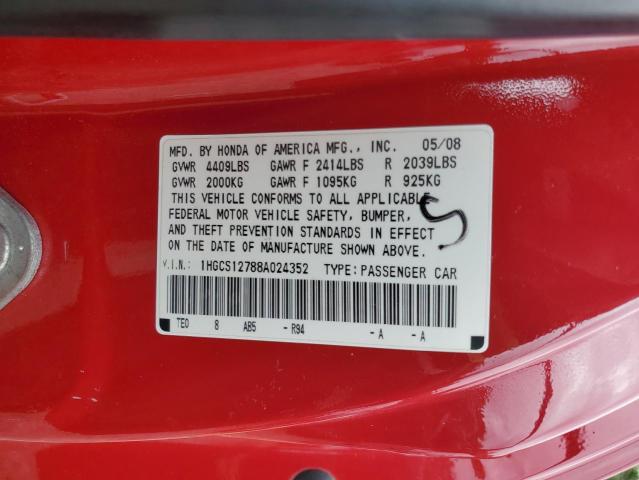 MFD. BY HONDA OF AMERICA MFG., INC. 05/08
GVWR 4409LBS GAWR F 2414LBS R 2039LBS
GVWR 2000KG GAWR F 1095KG R 925KG
THIS VEHICLE CONFORMS TO ALL APPLICABLE
FEDERAL MOTOR VEHICLE SAFETY, BUMPER,
AND THEFT PREVENTION STANDARDS IN EFFECT
ON THE DATE OF MANUFACTURE SHOWN ABOVE.
V.I.N.: 1HGCS12788A024352 TYPE: PASSENGER CAR
TE0 8 AB5 - R94 - A - A